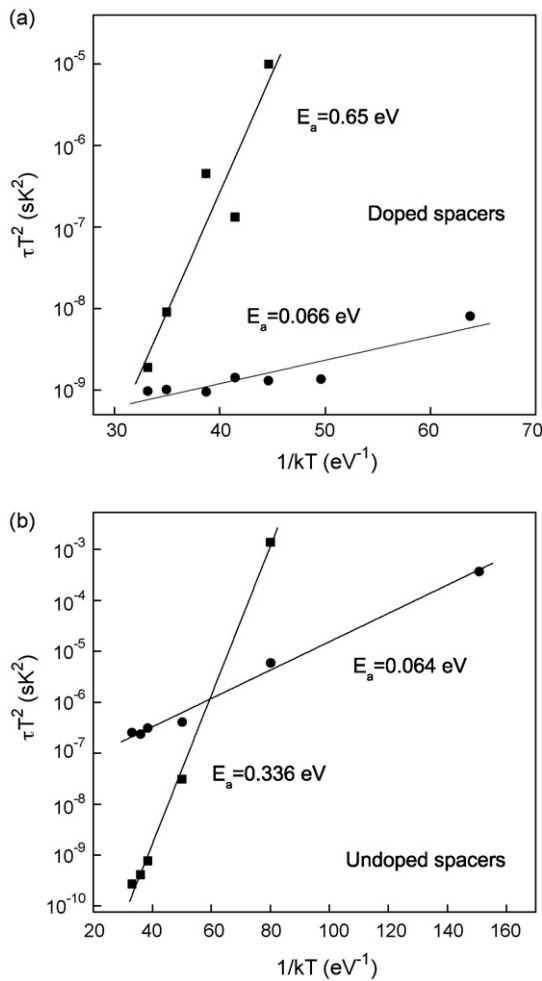 (a)
10⁻⁵
Eₐ=0.65 eV
10⁻⁶
τT² (sK²)
Doped spacers
10⁻⁷
10⁻⁸
Eₐ=0.066 eV
10⁻⁹
30 40 50 60 70
1/kT (eV⁻¹)
(b)
10⁻³
10⁻⁴
10⁻⁵
Eₐ=0.064 eV
10⁻⁶
τT² (sK²)
10⁻⁷
Eₐ=0.336 eV
10⁻⁸
10⁻⁹
Undoped spacers
10⁻¹⁰
20 40 60 80 100 120 140 160
1/kT (eV⁻¹)